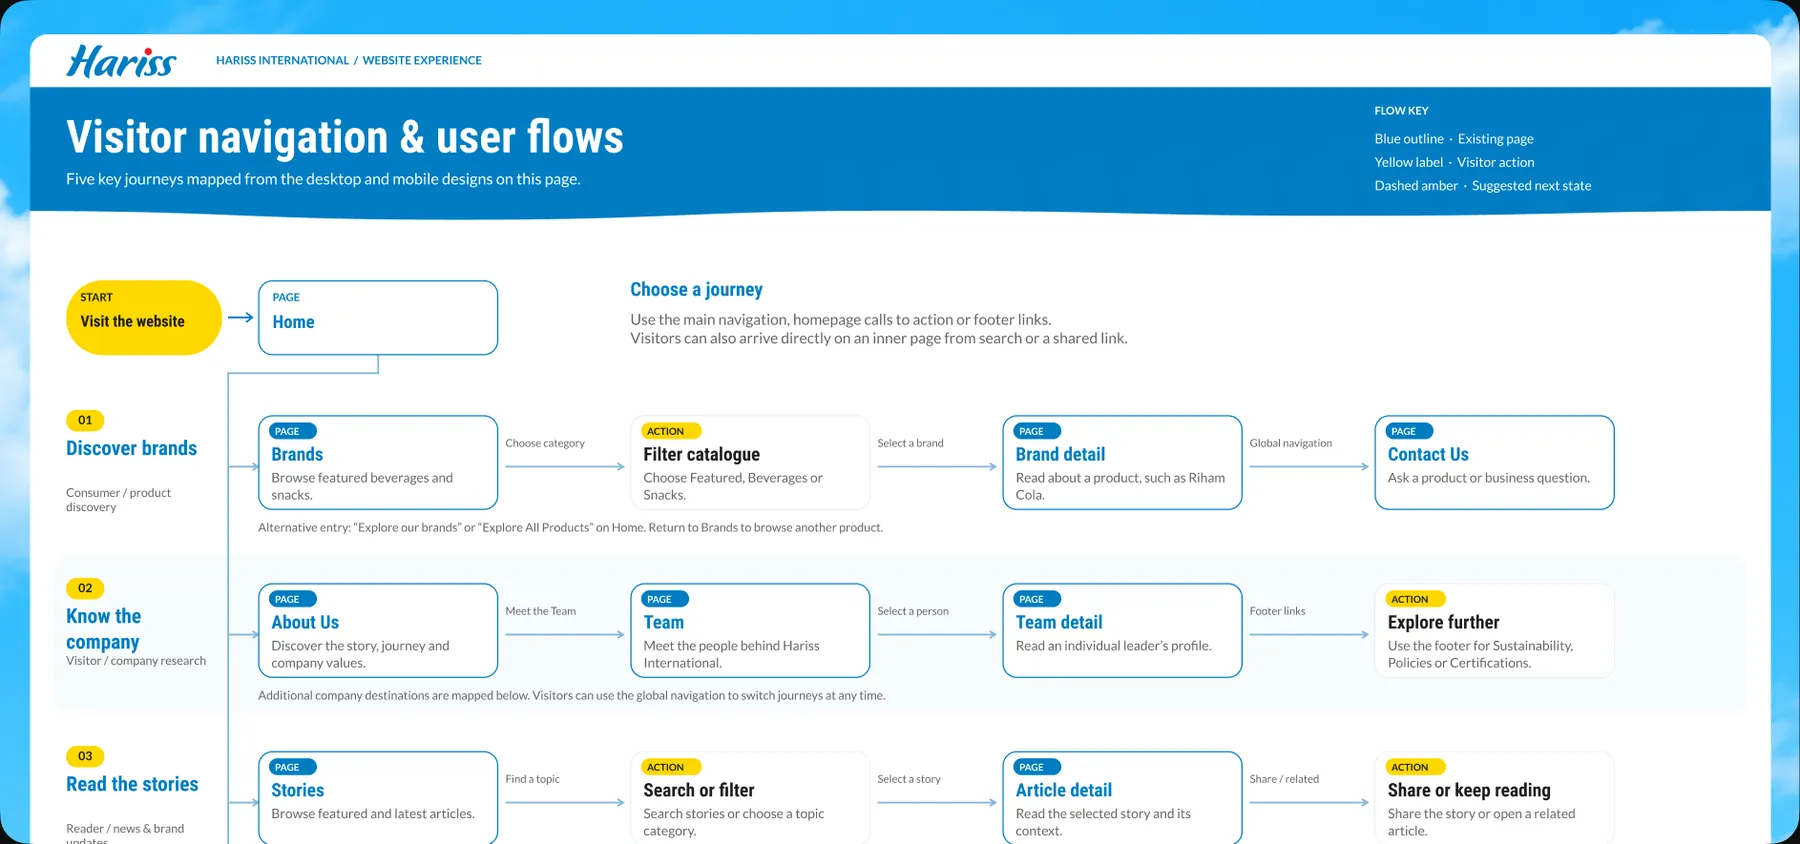 Hariss
HARISS INTERNATIONAL / WEBSITE EXPERIENCE
Visitor navigation & user flows
Five key journeys mapped from the desktop and mobile designs on this page.
FLOW KEY
Blue outline · Existing page
Yellow label · Visitor action
Dashed amber · Suggested next state
START
Visit the website
PAGE
Home
Choose a journey
Use the main navigation, homepage calls to action or footer links.
Visitors can also arrive directly on an inner page from search or a shared link.
01
Discover brands
Consumer / product
discovery
PAGE
Brands
Browse featured beverages and
snacks.
Choose category
ACTION
Filter catalogue
Choose Featured, Beverages or
Snacks.
Select a brand
PAGE
Brand detail
Read about a product, such as Riham
Cola.
Global navigation
PAGE
Contact Us
Ask a product or business question.
Alternative entry: “Explore our brands” or “Explore All Products” on Home. Return to Brands to browse another product.
02
Know the
company
Visitor / company research
PAGE
About Us
Discover the story, journey and
company values.
Meet the Team
PAGE
Team
Meet the people behind Hariss
International.
Select a person
PAGE
Team detail
Read an individual leader’s profile.
Footer links
ACTION
Explore further
Use the footer for Sustainability,
Policies or Certifications.
Additional company destinations are mapped below. Visitors can use the global navigation to switch journeys at any time.
03
Read the stories
Reader / news & brand
updates
PAGE
Stories
Browse featured and latest articles.
Find a topic
ACTION
Search or filter
Search stories or choose a topic
category.
Select a story
PAGE
Article detail
Read the selected story and its
context.
Share / related
ACTION
Share or keep reading
Share the story or open a related
article.